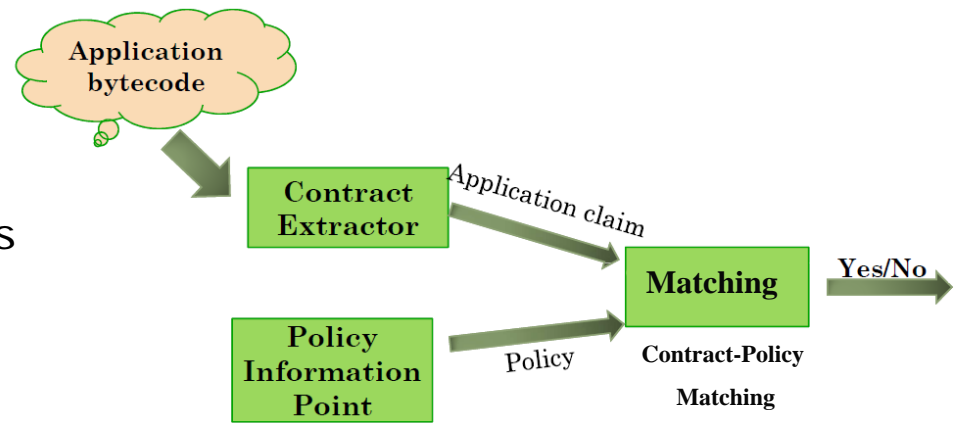 Application
bytecode
Contract
Extractor
Application claim
s
Matching
Yes/No
Policy
Information
Point
Policy
Contract-Policy
Matching